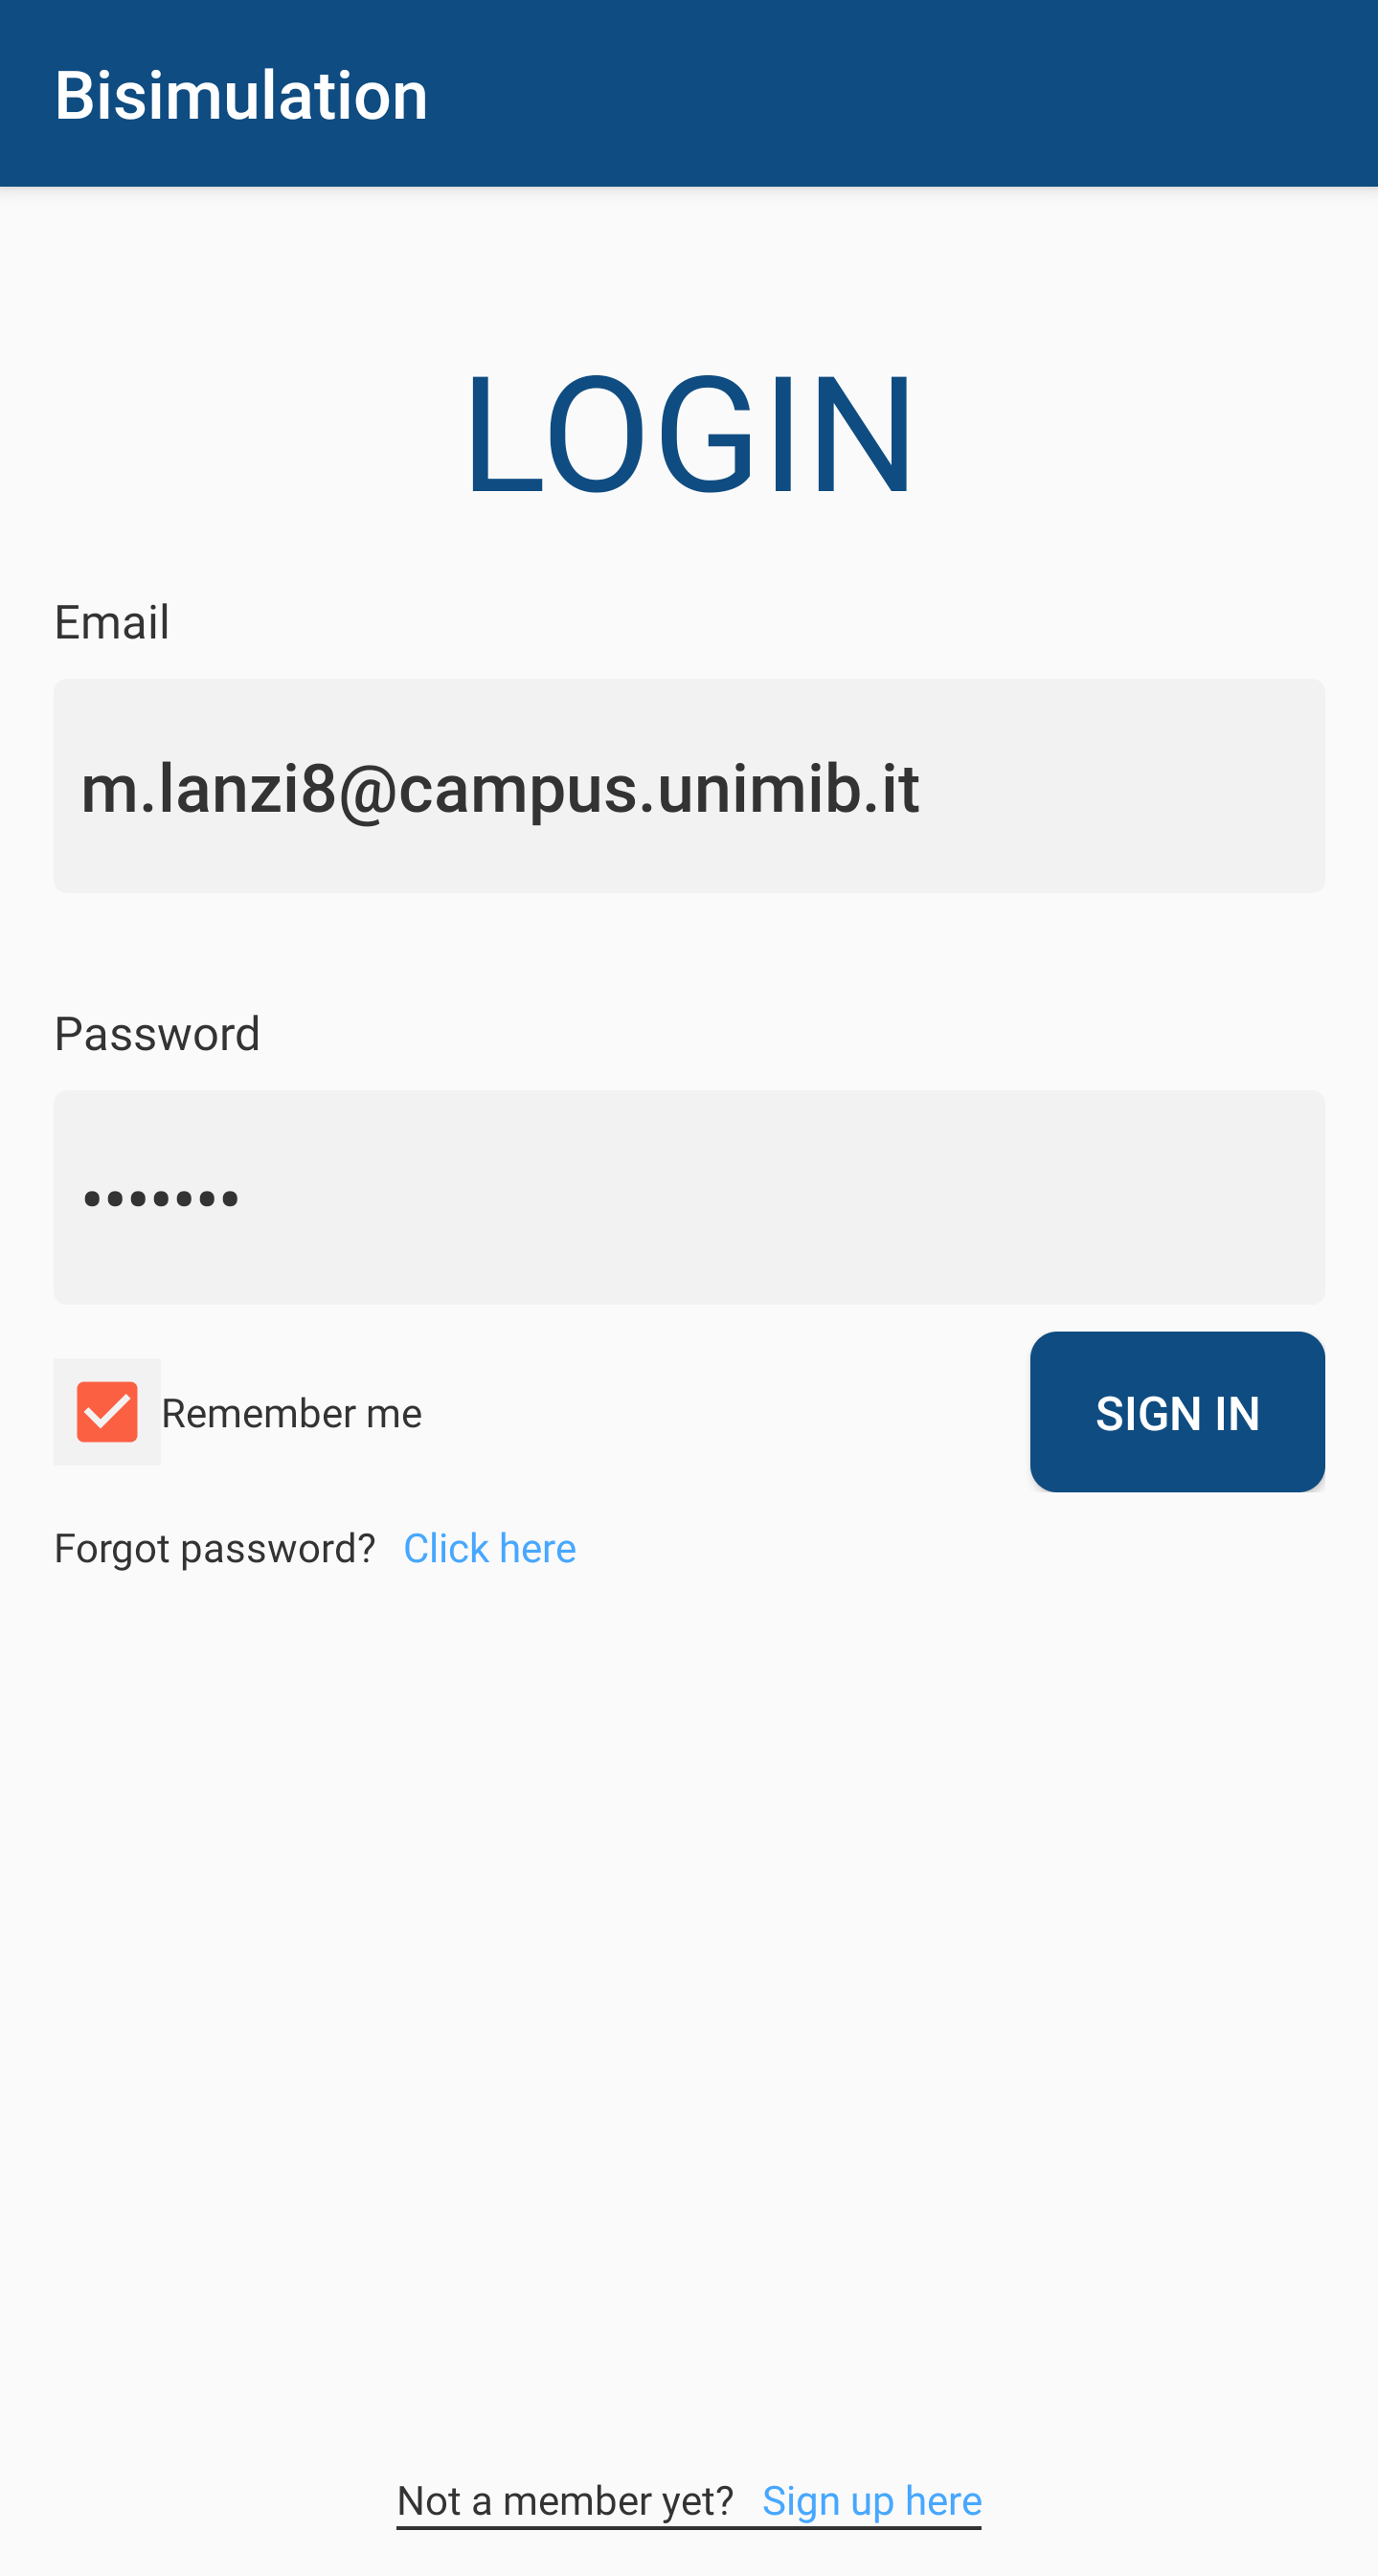 Bisimulation
LOGIN
Email
m.lanzi8@campus.unimib.it
Password
•••••••
Remember me
SIGN IN
Forgot password? Click here
Not a member yet? Sign up here